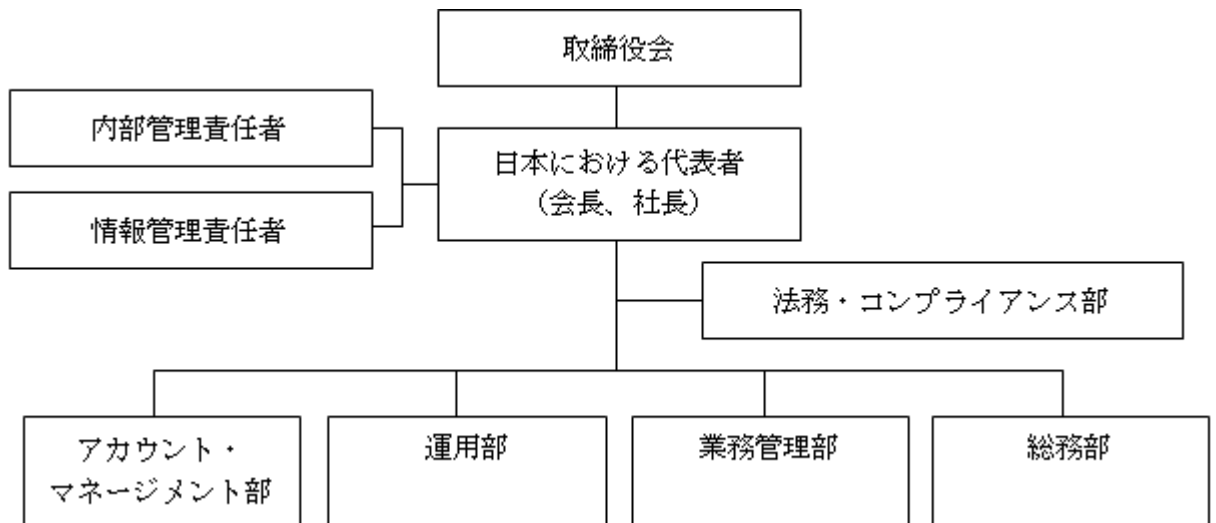 取締役会
内部管理責任者
日本における代表者
（会長、社長）
情報管理責任者
法務・コンプライアンス部
アカウント・
マネージメント部
運用部
業務管理部
総務部